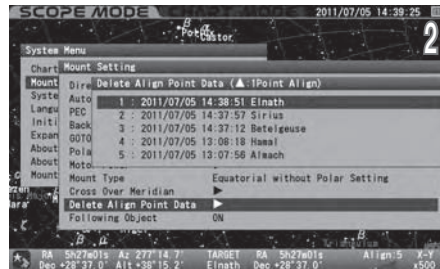 SCOPE MODE
2011/07/05 14:39:25
β α
Castor
2
System Menu
Chart
Mount Setting
Mount
Dire
Delete Align Point Data (▲:1Point Align)
Syste
Auto
1 : 2011/07/05 14:38:51 Elnath
Langu
PEC
2 : 2011/07/05 14:37:57 Sirius
Initi
Back
3 : 2011/07/05 14:37:12 Betelgeuse
Expan
GOTO
4 : 2011/07/05 13:08:18 Hamal
About
Pola
5 : 2011/07/05 13:07:56 Almach
About
Moto
Mount
Mount Type Equatorial without Polar Setting
Cross Over Meridian ▶
Delete Align Point Data ▶
Following Object ON
β α
β
RA 5h27m01s Az 277°14.7' TARGET RA 5h27m01s Align:5 X-Y
Dec +28°37.0' Alt +38°15.2' Elnath Dec +28°37.0' x500